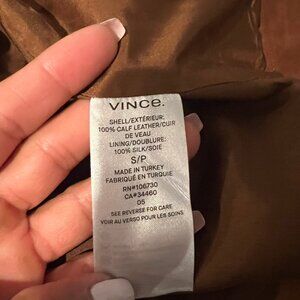 VINCE.
SHELL/EXTÉRIEUR:
100% CALF LEATHER/CUIR
DE VEAU
LINING/DOUBLURE:
100% SILK/SOIE
S/P
MADE IN TURKEY
FABRIQUÉ EN TURQUIE
RN#106730
CA#34460
05
SEE REVERSE FOR CARE
VOIR AU VERSO POUR LES SOINS